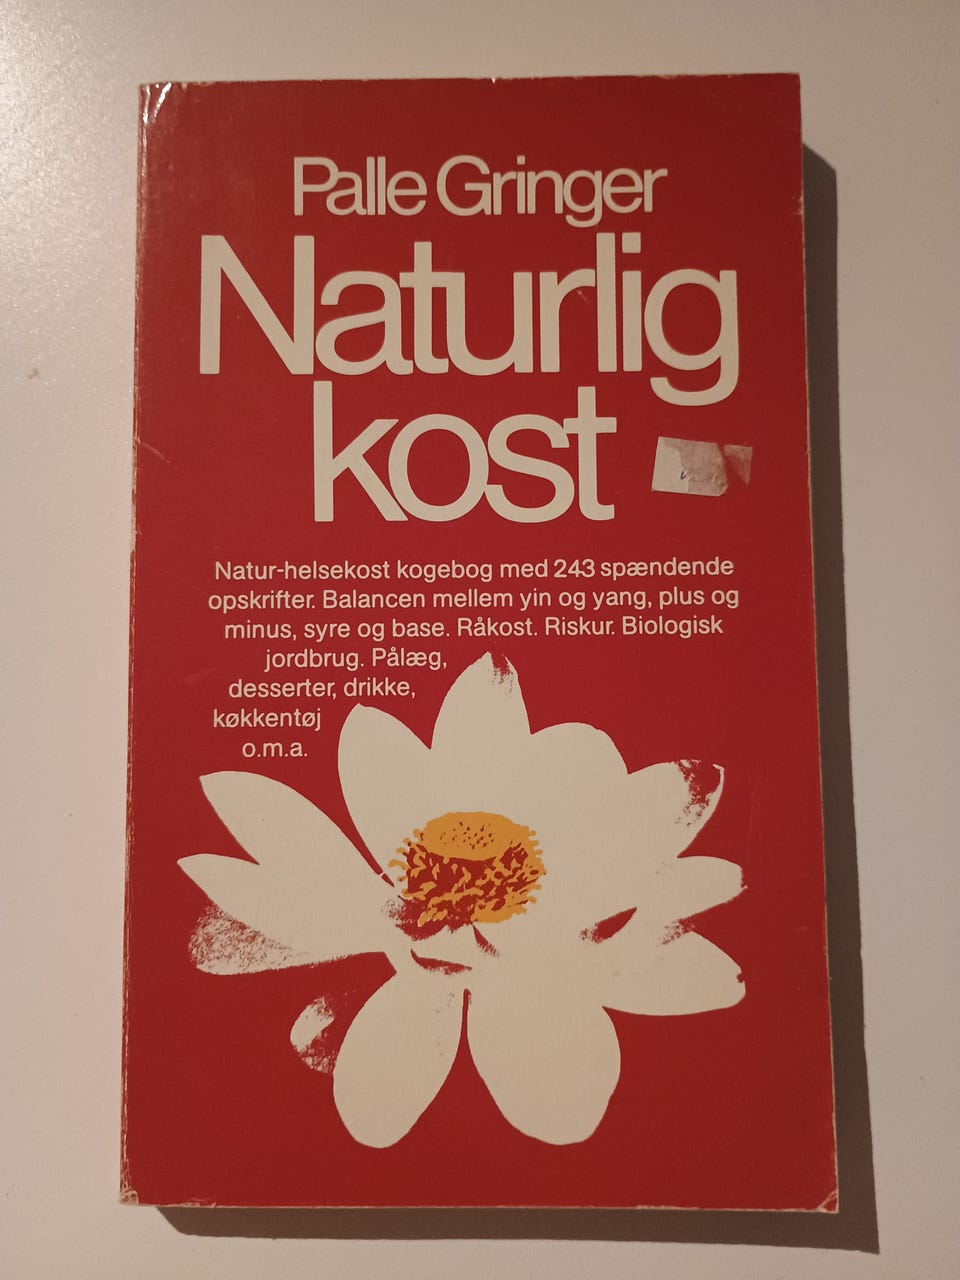 Palle Gringer
Naturlig
kost
Natur-helsekost kogebog med 243 spændende
opskrifter. Balancen mellem yin og yang, plus og
minus, syre og base. Råkost. Riskur. Biologisk
jordbrug. Pålæg,
desserter, drikke,
køkkentøj
o.m.a.